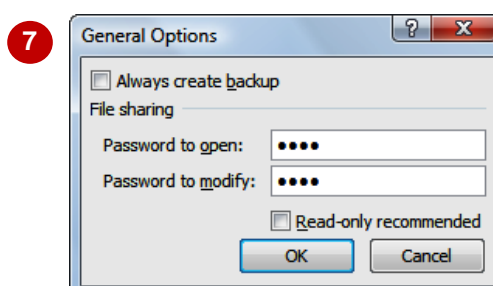 7
General Options
Always create backup
File sharing
Password to open: ●●●●
Password to modify: ●●●●
Read-only recommended
OK Cancel